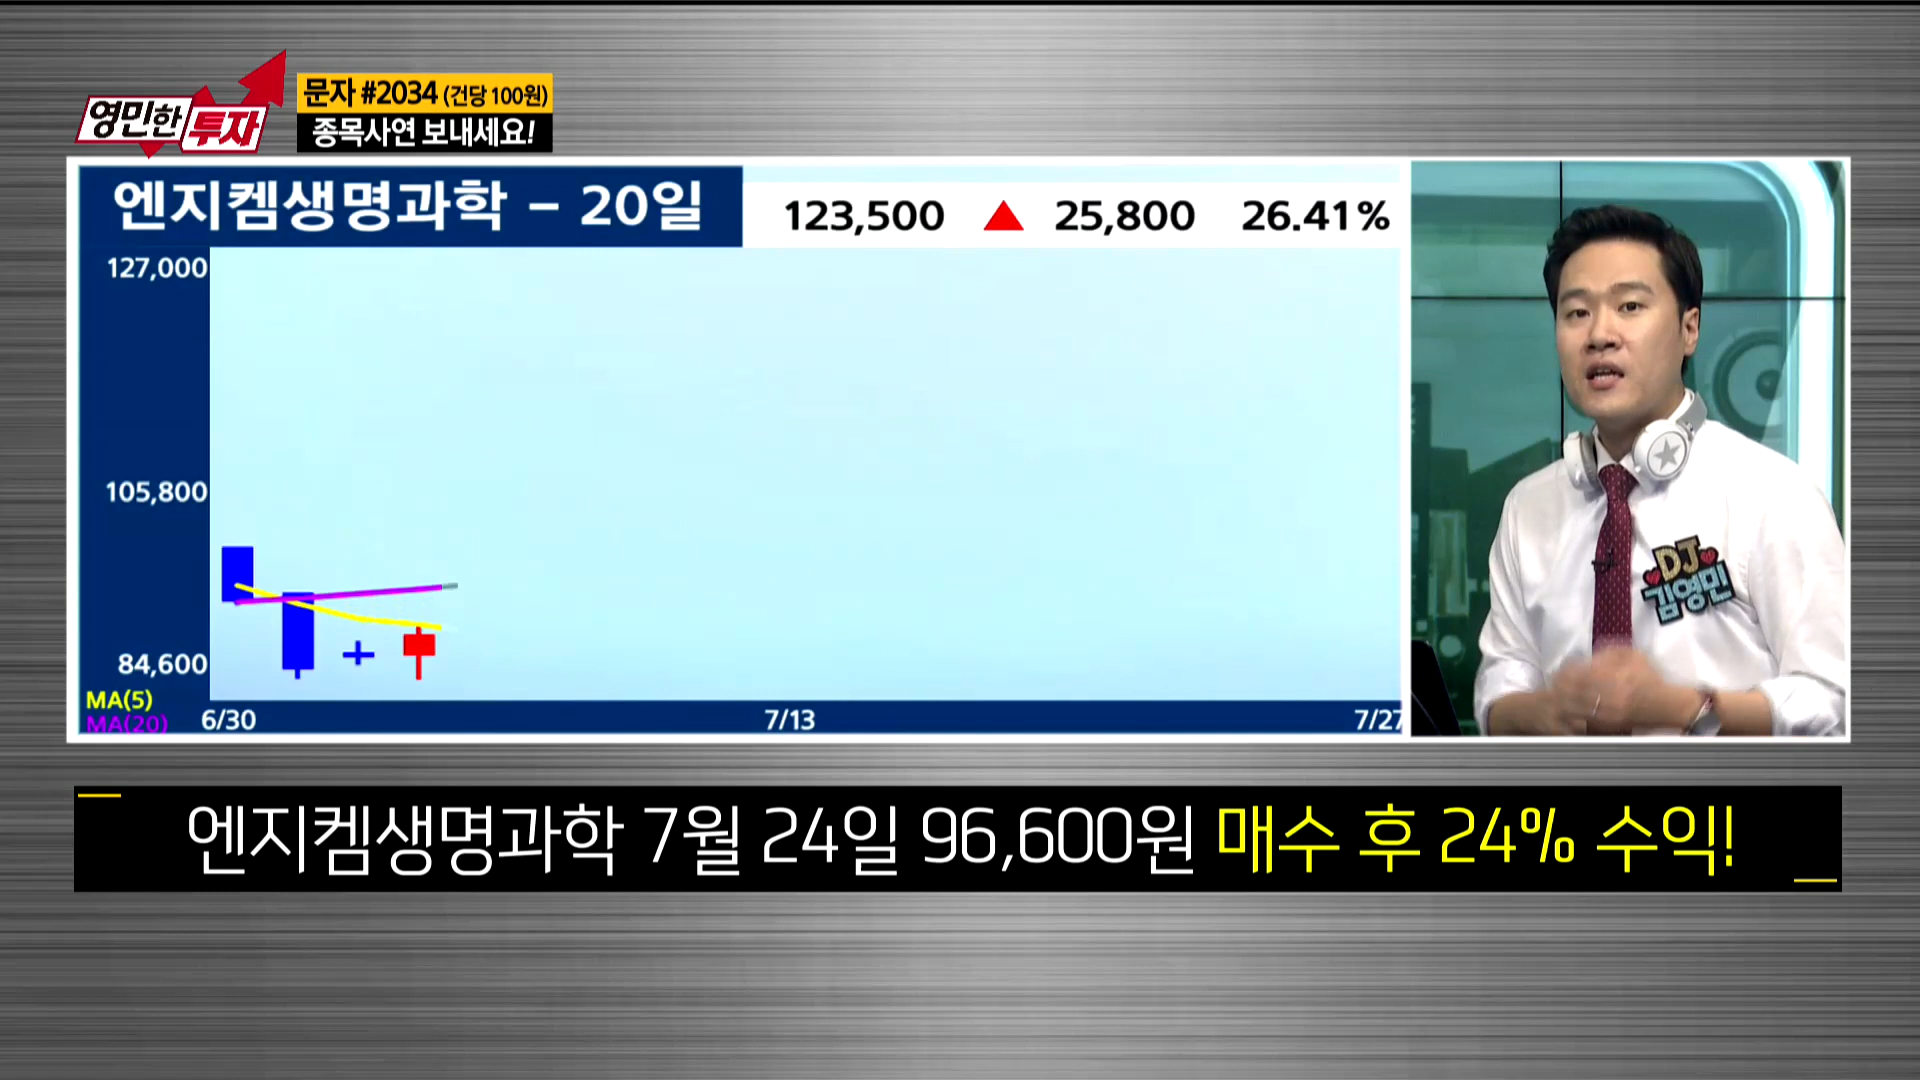 영민한 투자
문자 #2034 (건당 100원)
종목사연 보내세요!
엔지켐생명과학 - 20일
123,500 ▲ 25,800 26.41%
127,000
105,800
84,600
MA(5)
MA(20)
6/30 7/13 7/27
DJ
김영민
엔지켐생명과학 7월 24일 96,600원 매수 후 24% 수익!